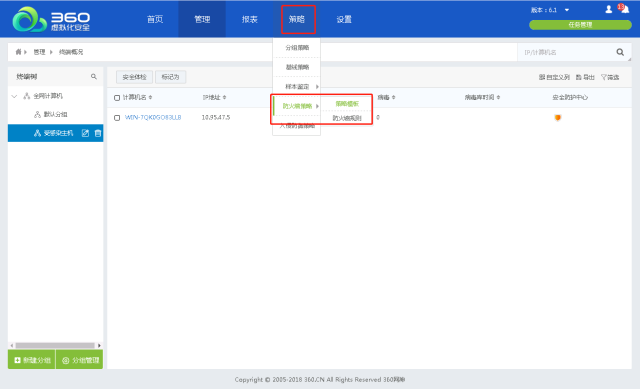 360
虚拟化安全
首页
管理
报表
策略
设置
版本：6.1
13
任务管理
管理
终端概况
IP/计算机名
分组策略
基线策略
样本鉴定
防火墙策略
策略模板
防火墙规则
入侵防御策略
终端树
全网计算机
默认分组
受感染主机
新建分组
分组管理
安全体检
标记为
自定义列
导出
筛选
计算机名
IP地址
病毒
病毒库时间
安全防护中心
10.95.47.5
0
Copyright © 2005-2018 360.CN All Rights Reserved 360网神